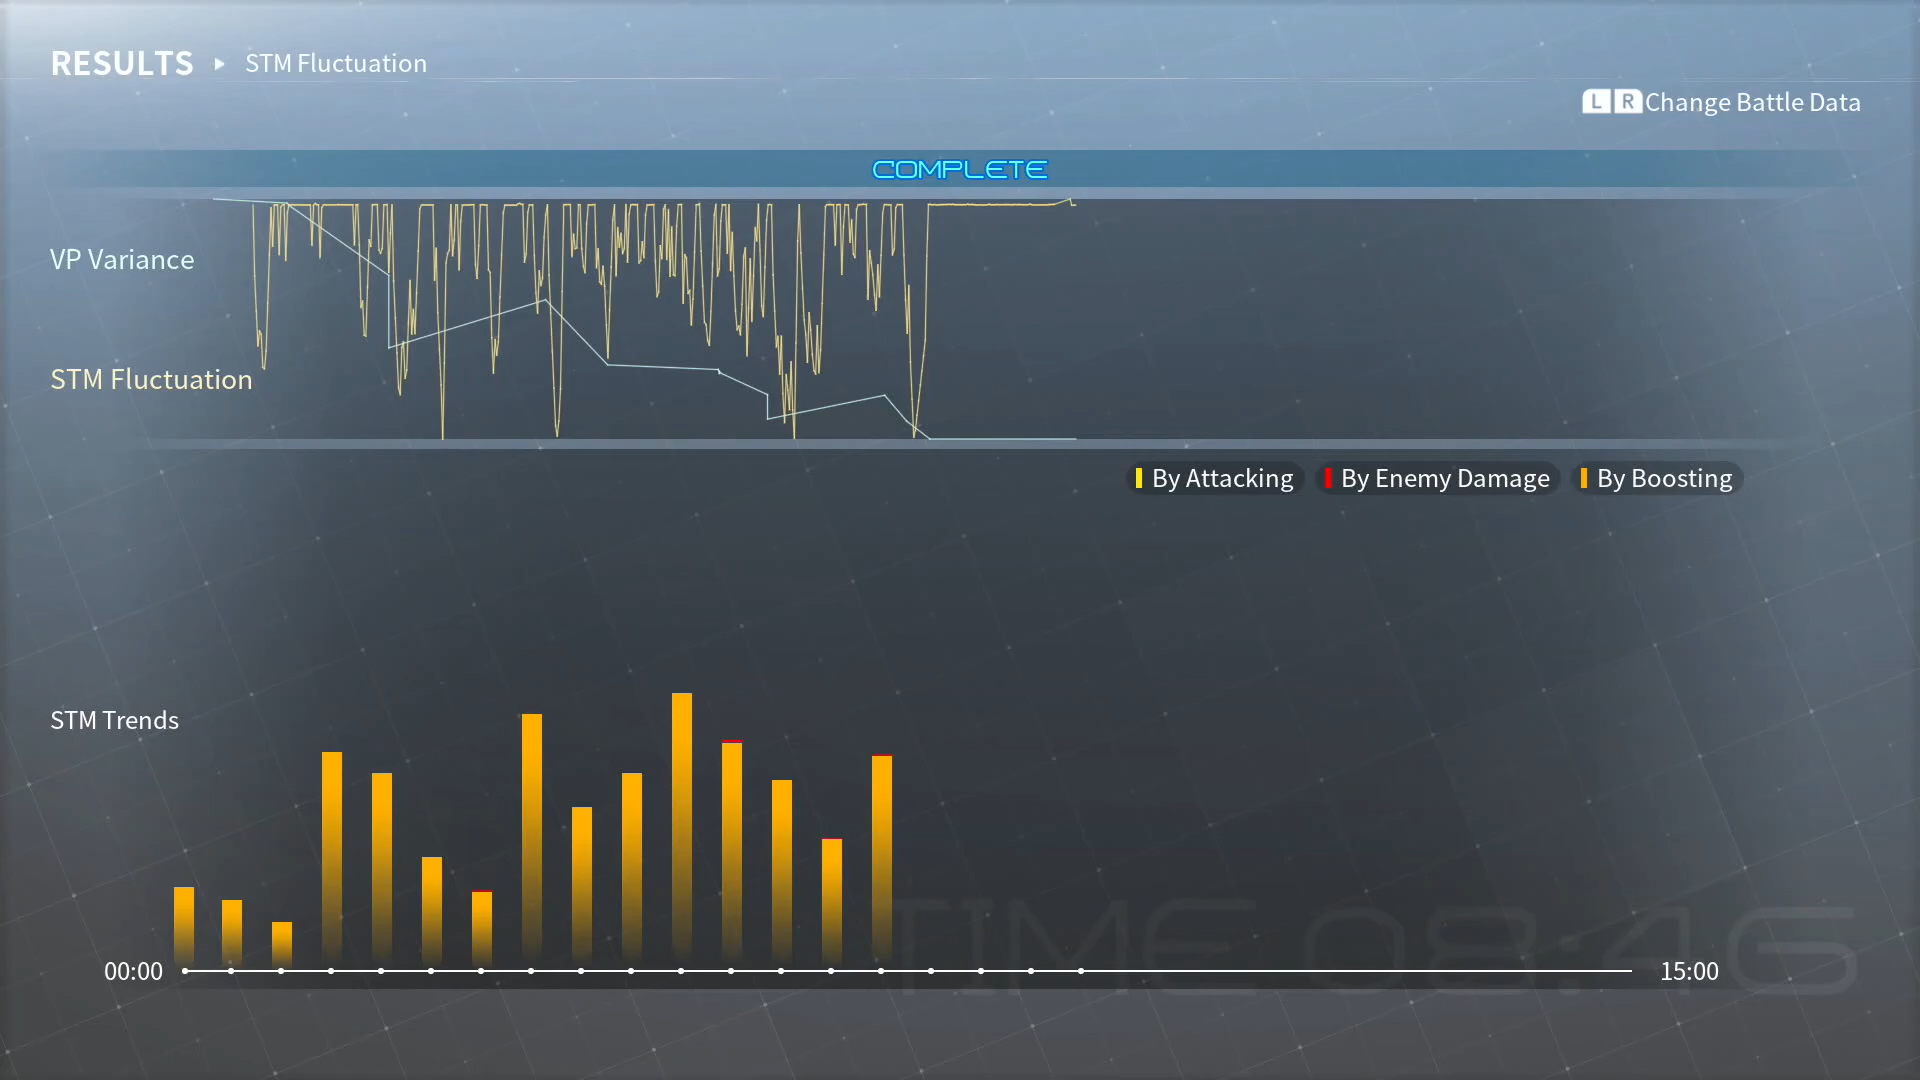 RESULTS ▶ STM Fluctuation
L R Change Battle Data
COMPLETE
VP Variance
STM Fluctuation
By Attacking
By Enemy Damage
By Boosting
STM Trends
TIME 08:46
00:00
15:00